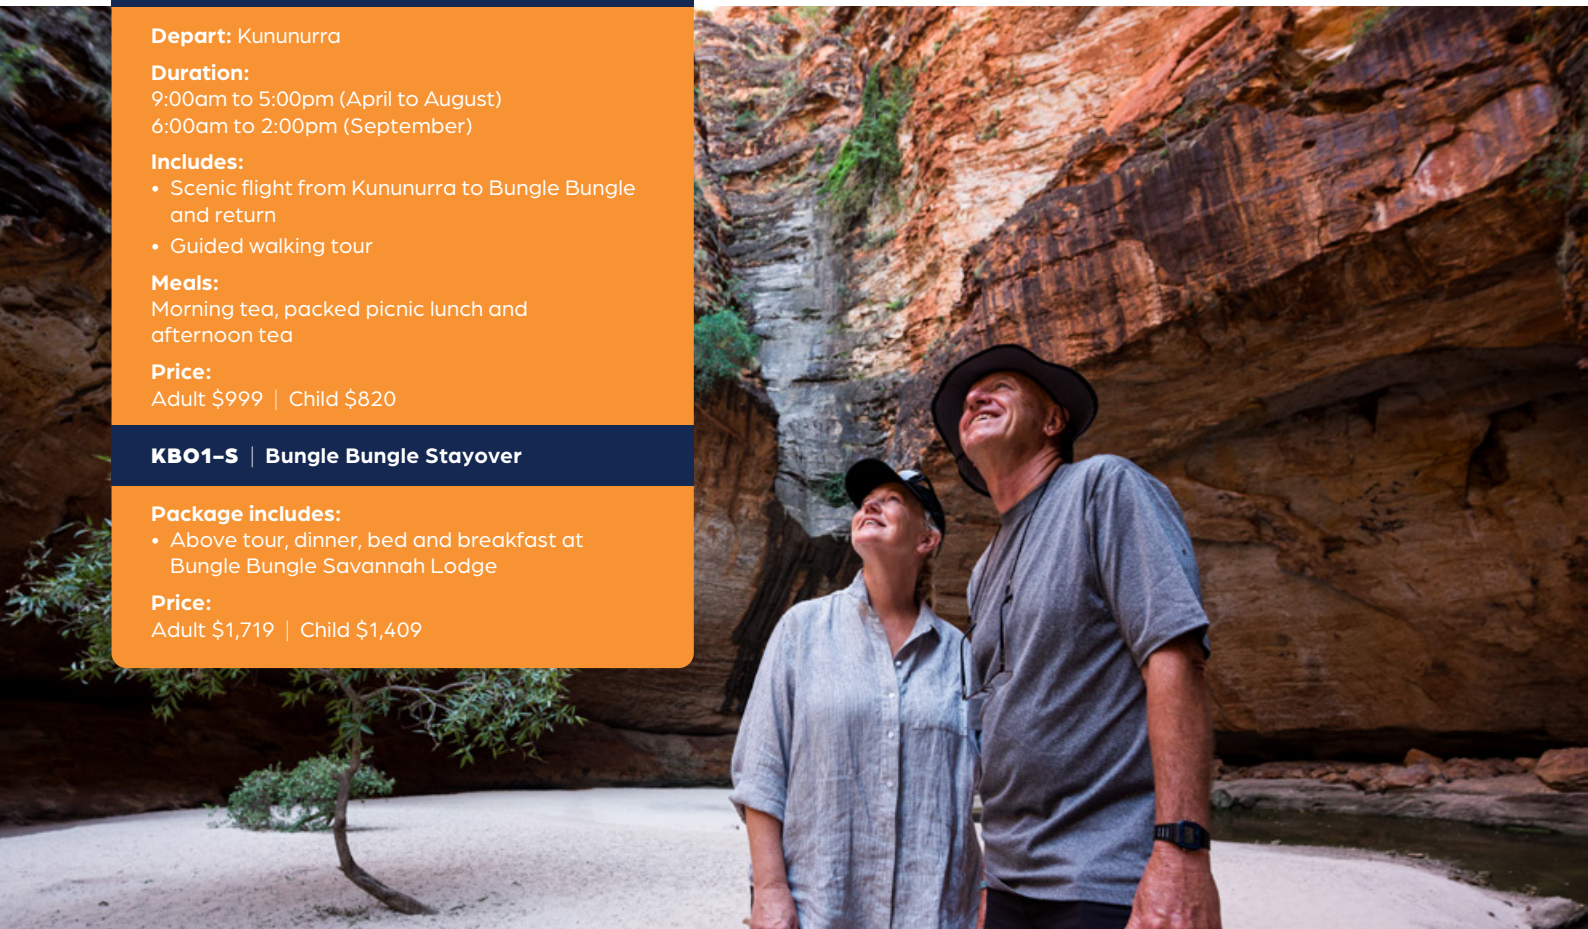 Depart: Kununurra
Duration:
9:00am to 5:00pm (April to August)
6:00am to 2:00pm (September)
Includes:
• Scenic flight from Kununurra to Bungle Bungle
and return
• Guided walking tour
Meals:
Morning tea, packed picnic lunch and
afternoon tea
Price:
Adult $999 | Child $820
KBO1-S | Bungle Bungle Stayover
Package includes:
• Above tour, dinner, bed and breakfast at
Bungle Bungle Savannah Lodge
Price:
Adult $1,719 | Child $1,409